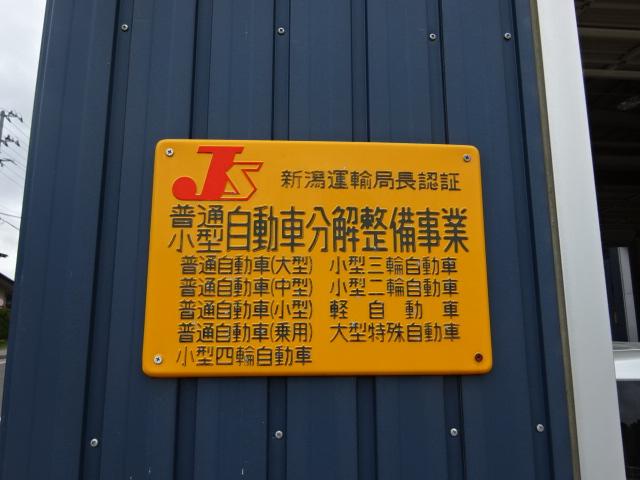 JS 新潟運輸局長認証
普通小型自動車分解整備事業
普通自動車(大型) 小型三輪自動車
普通自動車(中型) 小型二輪自動車
普通自動車(小型) 軽自動車
普通自動車(乗用) 大型特殊自動車
小型四輪自動車